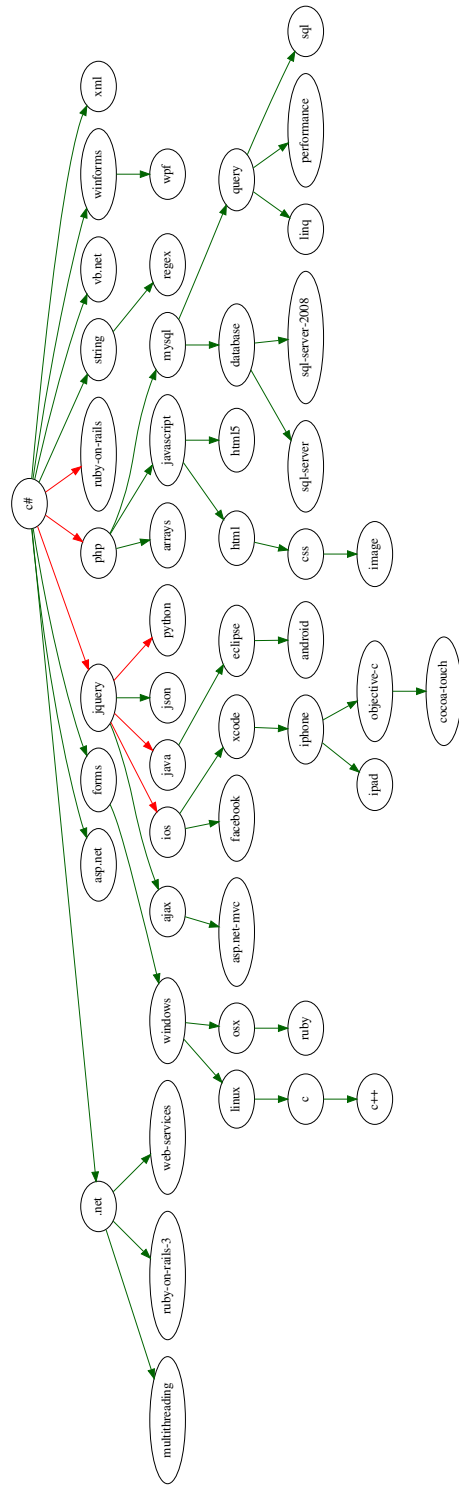 c#
.net
asp.net
forms
jquery
php
ruby-on-rails
string
vb.net
winforms
xml
multithreading
ruby-on-rails-3
web-services
windows
ajax
ios
java
json
python
arrays
javascript
mysql
regex
wpf
linux
osx
asp.net-mvc
facebook
xcode
eclipse
html
html5
database
query
c
ruby
iphone
android
css
sql-server
sql-server-2008
linq
performance
sql
c++
ipad
objective-c
image
cocoa-touch